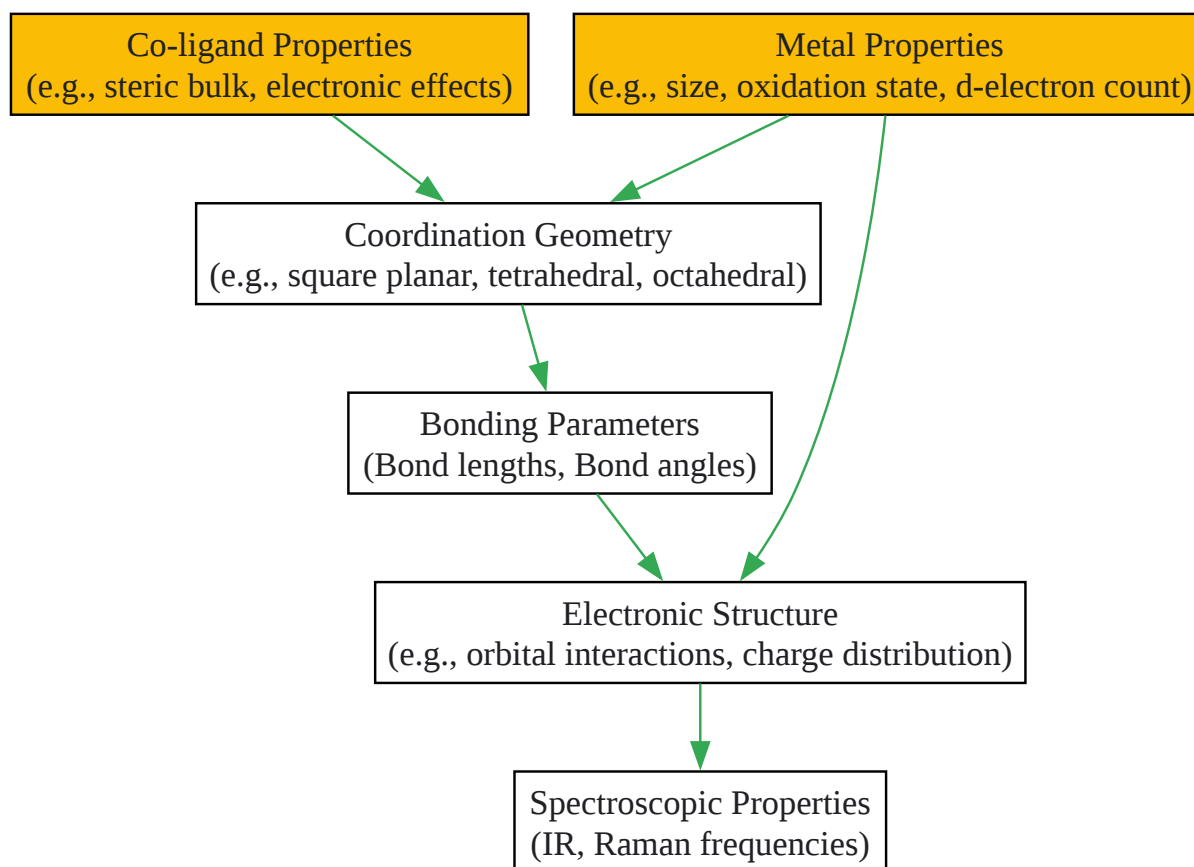 Co-ligand Properties
(e.g., steric bulk, electronic effects)
Metal Properties
(e.g., size, oxidation state, d-electron count)
Coordination Geometry
(e.g., square planar, tetrahedral, octahedral)
Bonding Parameters
(Bond lengths, Bond angles)
Electronic Structure
(e.g., orbital interactions, charge distribution)
Spectroscopic Properties
(IR, Raman frequencies)